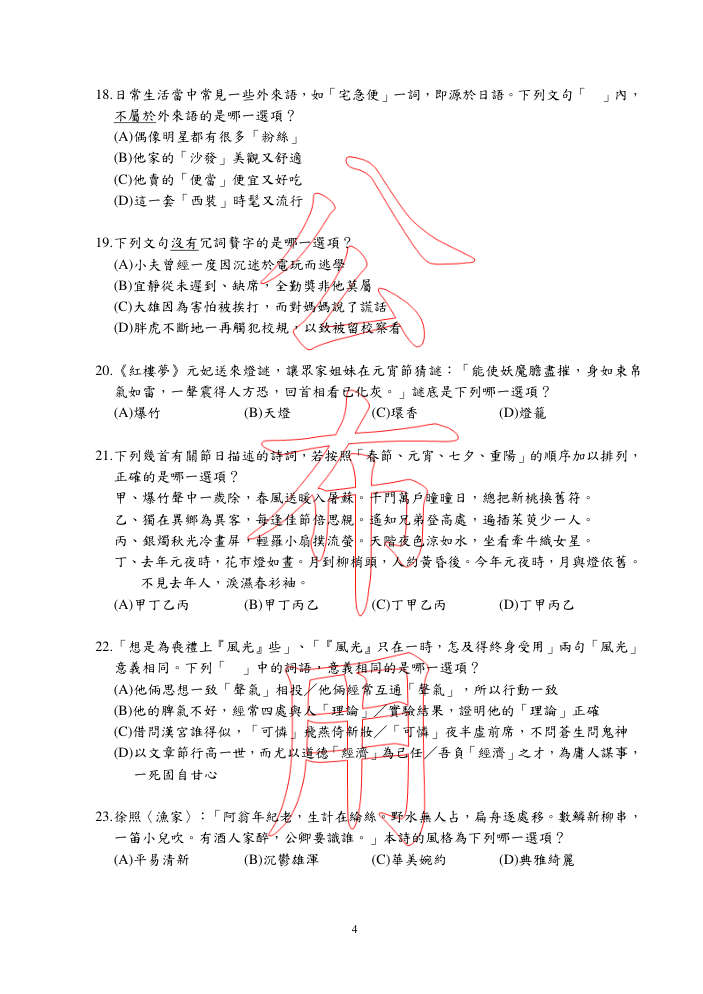 18.日常生活當中常見一些外來語，如「宅急便」一詞，即源於日語。下列文句「　」內，
不屬於外來語的是哪一選項？
(A)偶像明星都有很多「粉絲」
(B)他家的「沙發」美觀又舒適
(C)他賣的「便當」便宜又好吃
(D)這一套「西裝」時髦又流行
19.下列文句沒有冗詞贅字的是哪一選項？
(A)小夫曾經一度因沉迷於電玩而逃學
(B)宜靜從未遲到、缺席，全勤獎非他莫屬
(C)大雄因為害怕被挨打，而對媽媽說了謊話
(D)胖虎不斷地一再觸犯校規，以致被留校察看
20.《紅樓夢》元妃送來燈謎，讓眾家姐妹在元宵節猜謎：「能使妖魔膽盡摧，身如束帛
氣如雷，一聲震得人方恐，回首相看已化灰。」謎底是下列哪一選項？
(A)爆竹 (B)天燈 (C)環香 (D)燈籠
21.下列幾首有關節日描述的詩詞，若按照「春節、元宵、七夕、重陽」的順序加以排列，
正確的是哪一選項？
甲、爆竹聲中一歲除，春風送暖入屠蘇。千門萬戶曈曈日，總把新桃換舊符。
乙、獨在異鄉為異客，每逢佳節倍思親。遙知兄弟登高處，遍插茱萸少一人。
丙、銀燭秋光冷畫屏，輕羅小扇撲流螢。天階夜色涼如水，坐看牽牛織女星。
丁、去年元夜時，花市燈如晝。月到柳梢頭，人約黃昏後。今年元夜時，月與燈依舊。
不見去年人，淚濕春衫袖。
(A)甲丁乙丙 (B)甲丁丙乙 (C)丁甲乙丙 (D)丁甲丙乙
22.「想是為喪禮上『風光』些」、「『風光』只在一時，怎及得終身受用」兩句「風光」
意義相同。下列「　」中的詞語，意義相同的是哪一選項？
(A)他倆思想一致「聲氣」相投／他倆經常互通「聲氣」，所以行動一致
(B)他的脾氣不好，經常四處與人「理論」／實驗結果，證明他的「理論」正確
(C)借問漢宮誰得似，「可憐」飛燕倚新妝／「可憐」夜半虛前席，不問蒼生問鬼神
(D)以文章節行高一世，而尤以道德「經濟」為己任／吾負「經濟」之才，為庸人謀事，
一死固自甘心
23.徐照〈漁家〉：「阿翁年紀老，生計在綸絲。野水無人占，扁舟逐處移。數鱗新柳串，
一笛小兒吹。有酒人家醉，公卿要識誰。」本詩的風格為下列哪一選項？
(A)平易清新 (B)沉鬱雄渾 (C)華美婉約 (D)典雅綺麗
公布用
4